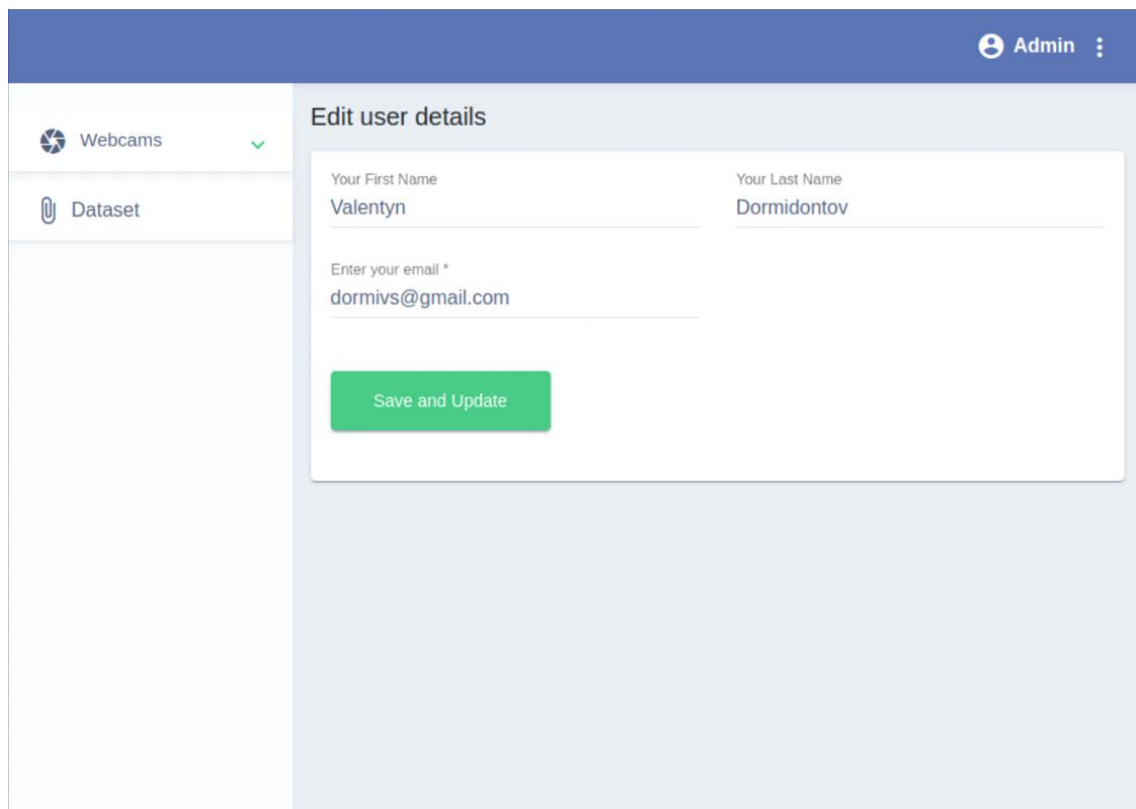 Admin
Webcams
Dataset
Edit user details
Your First Name
Valentyn
Your Last Name
Dormidontov
Enter your email *
dormivs@gmail.com
Save and Update